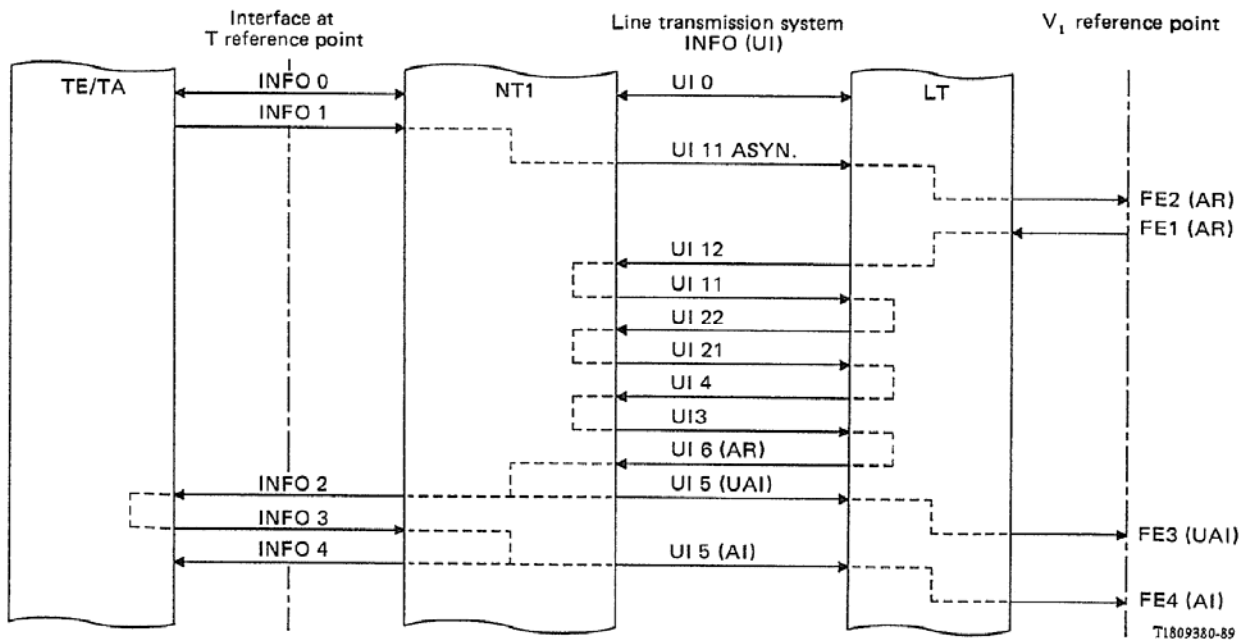 Interface at
T reference point
Line transmission system
INFO (UI)
V1 reference point
TE/TA
INFO 0
NT1
UI 0
LT
INFO 1
UI 11 ASYN.
FE2 (AR)
FE1 (AR)
UI 12
UI 11
UI 22
UI 21
UI 4
UI3
UI 6 (AR)
INFO 2
UI 5 (UAI)
INFO 3
FE3 (UAI)
INFO 4
UI 5 (AI)
FE4 (AI)
T1809380-89